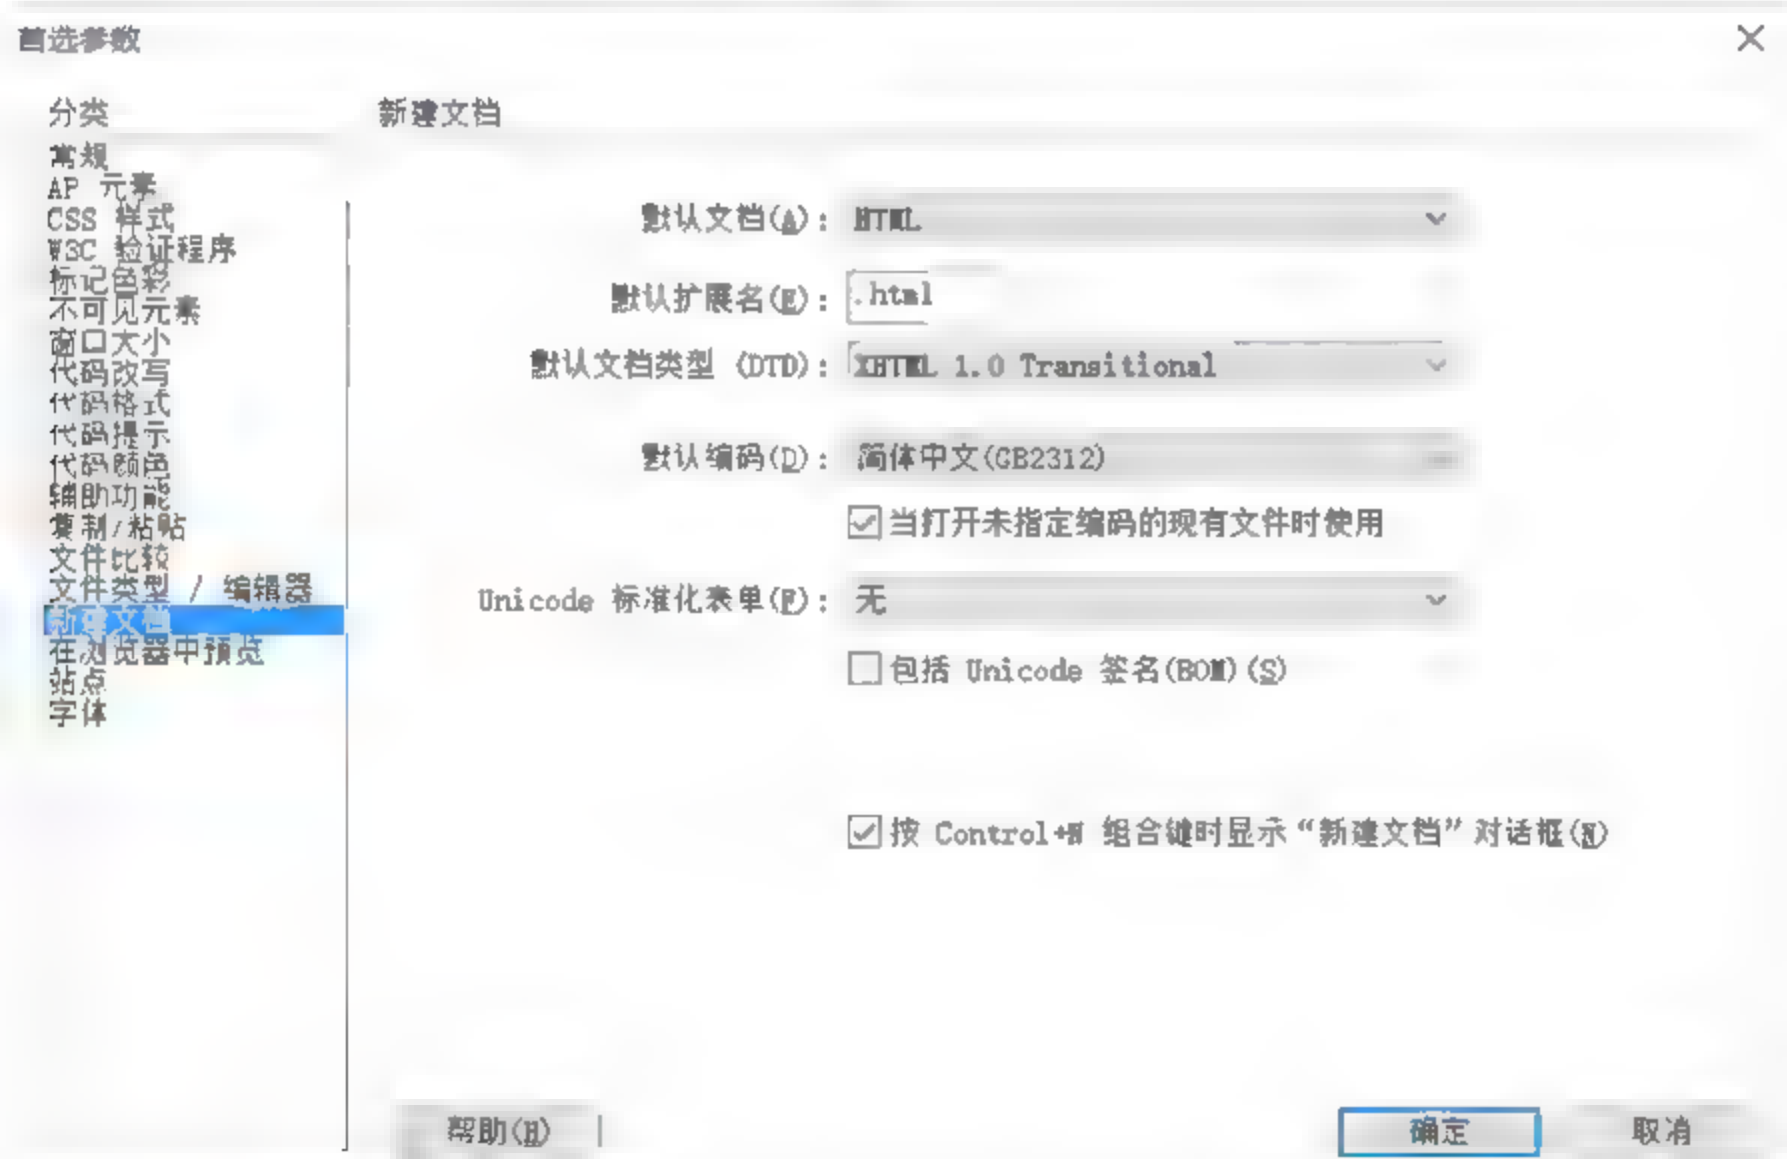 首选参数
分类
常规
AP 元素
CSS 样式
W3C 验证程序
标记色彩
不可见元素
窗口大小
代码改写
代码格式
代码提示
代码颜色
辅助功能
复制/粘贴
文件比较
文件类型 / 编辑器
新建文档
在浏览器中预览
站点
字体
新建文档
默认文档(A)： HTML
默认扩展名(E)： .html
默认文档类型 (DTD)： XHTML 1.0 Transitional
默认编码(D)： 简体中文(GB2312)
当打开未指定编码的现有文件时使用
Unicode 标准化表单(F)： 无
包括 Unicode 签名(BOM)(S)
按 Control+N 组合键时显示“新建文档”对话框(N)
帮助(H) 确定 取消